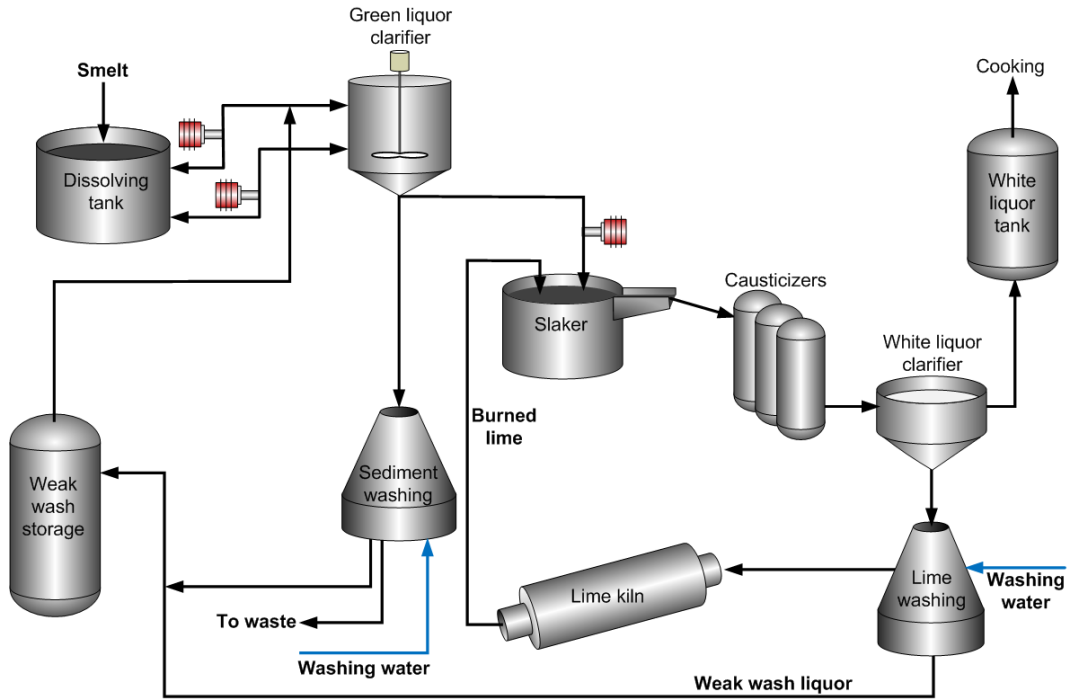 Green liquor
clarifier
Smelt
Cooking
Dissolving
tank
White
liquor
tank
Causticizers
Slaker
White liquor
clarifier
Burned
lime
Sediment
washing
Weak
wash
storage
Lime kiln
Lime
washing
Washing
water
To waste
Washing water
Weak wash liquor